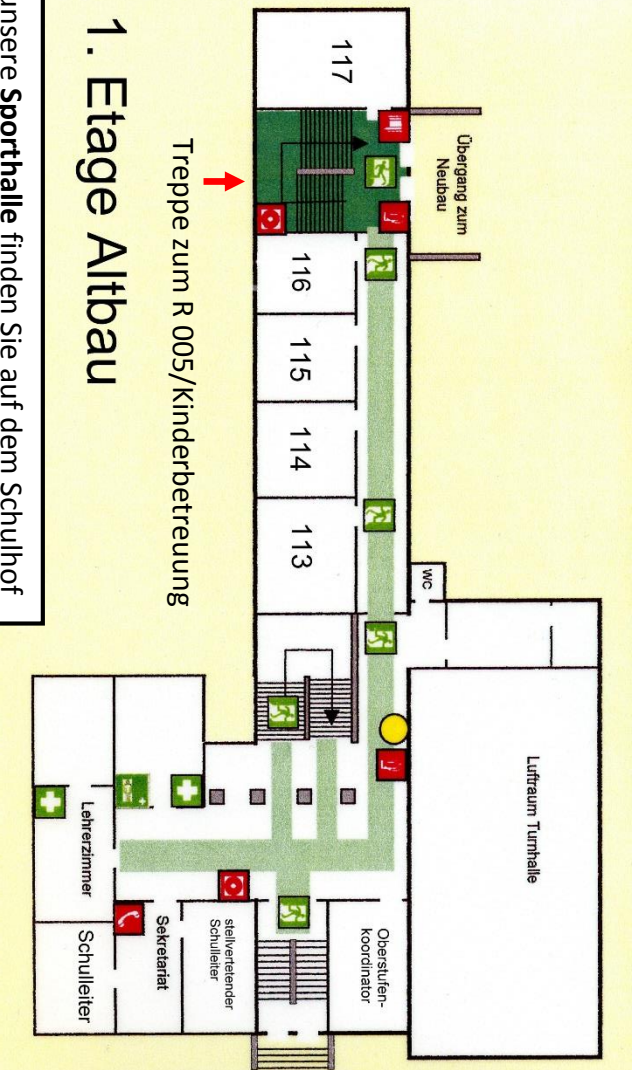 Übergang zum
Neubau
Luftraum Turnhalle
WC
Oberstufen-
koordinator
117
116
115
114
113
stellvertetender
Schulleiter
Sekretariat
Treppe zum R 005/Kinderbetreuung
Lehrerzimmer
Schulleiter
1. Etage Altbau
unsere Sporthalle finden Sie auf dem Schulhof